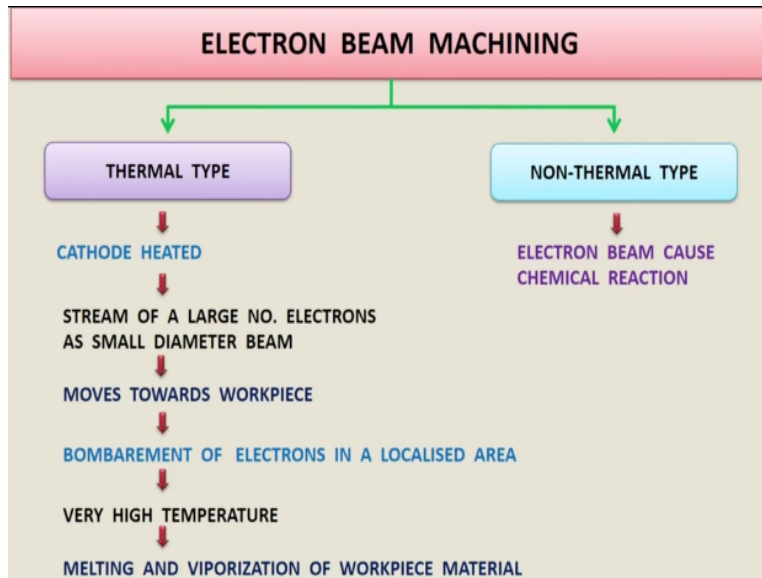 ELECTRON BEAM MACHINING
THERMAL TYPE
CATHODE HEATED
STREAM OF A LARGE NO. ELECTRONS
AS SMALL DIAMETER BEAM
MOVES TOWARDS WORKPIECE
BOMBAREMENT OF ELECTRONS IN A LOCALISED AREA
VERY HIGH TEMPERATURE
MELTING AND VIPORIZATION OF WORKPIECE MATERIAL
NON-THERMAL TYPE
ELECTRON BEAM CAUSE
CHEMICAL REACTION